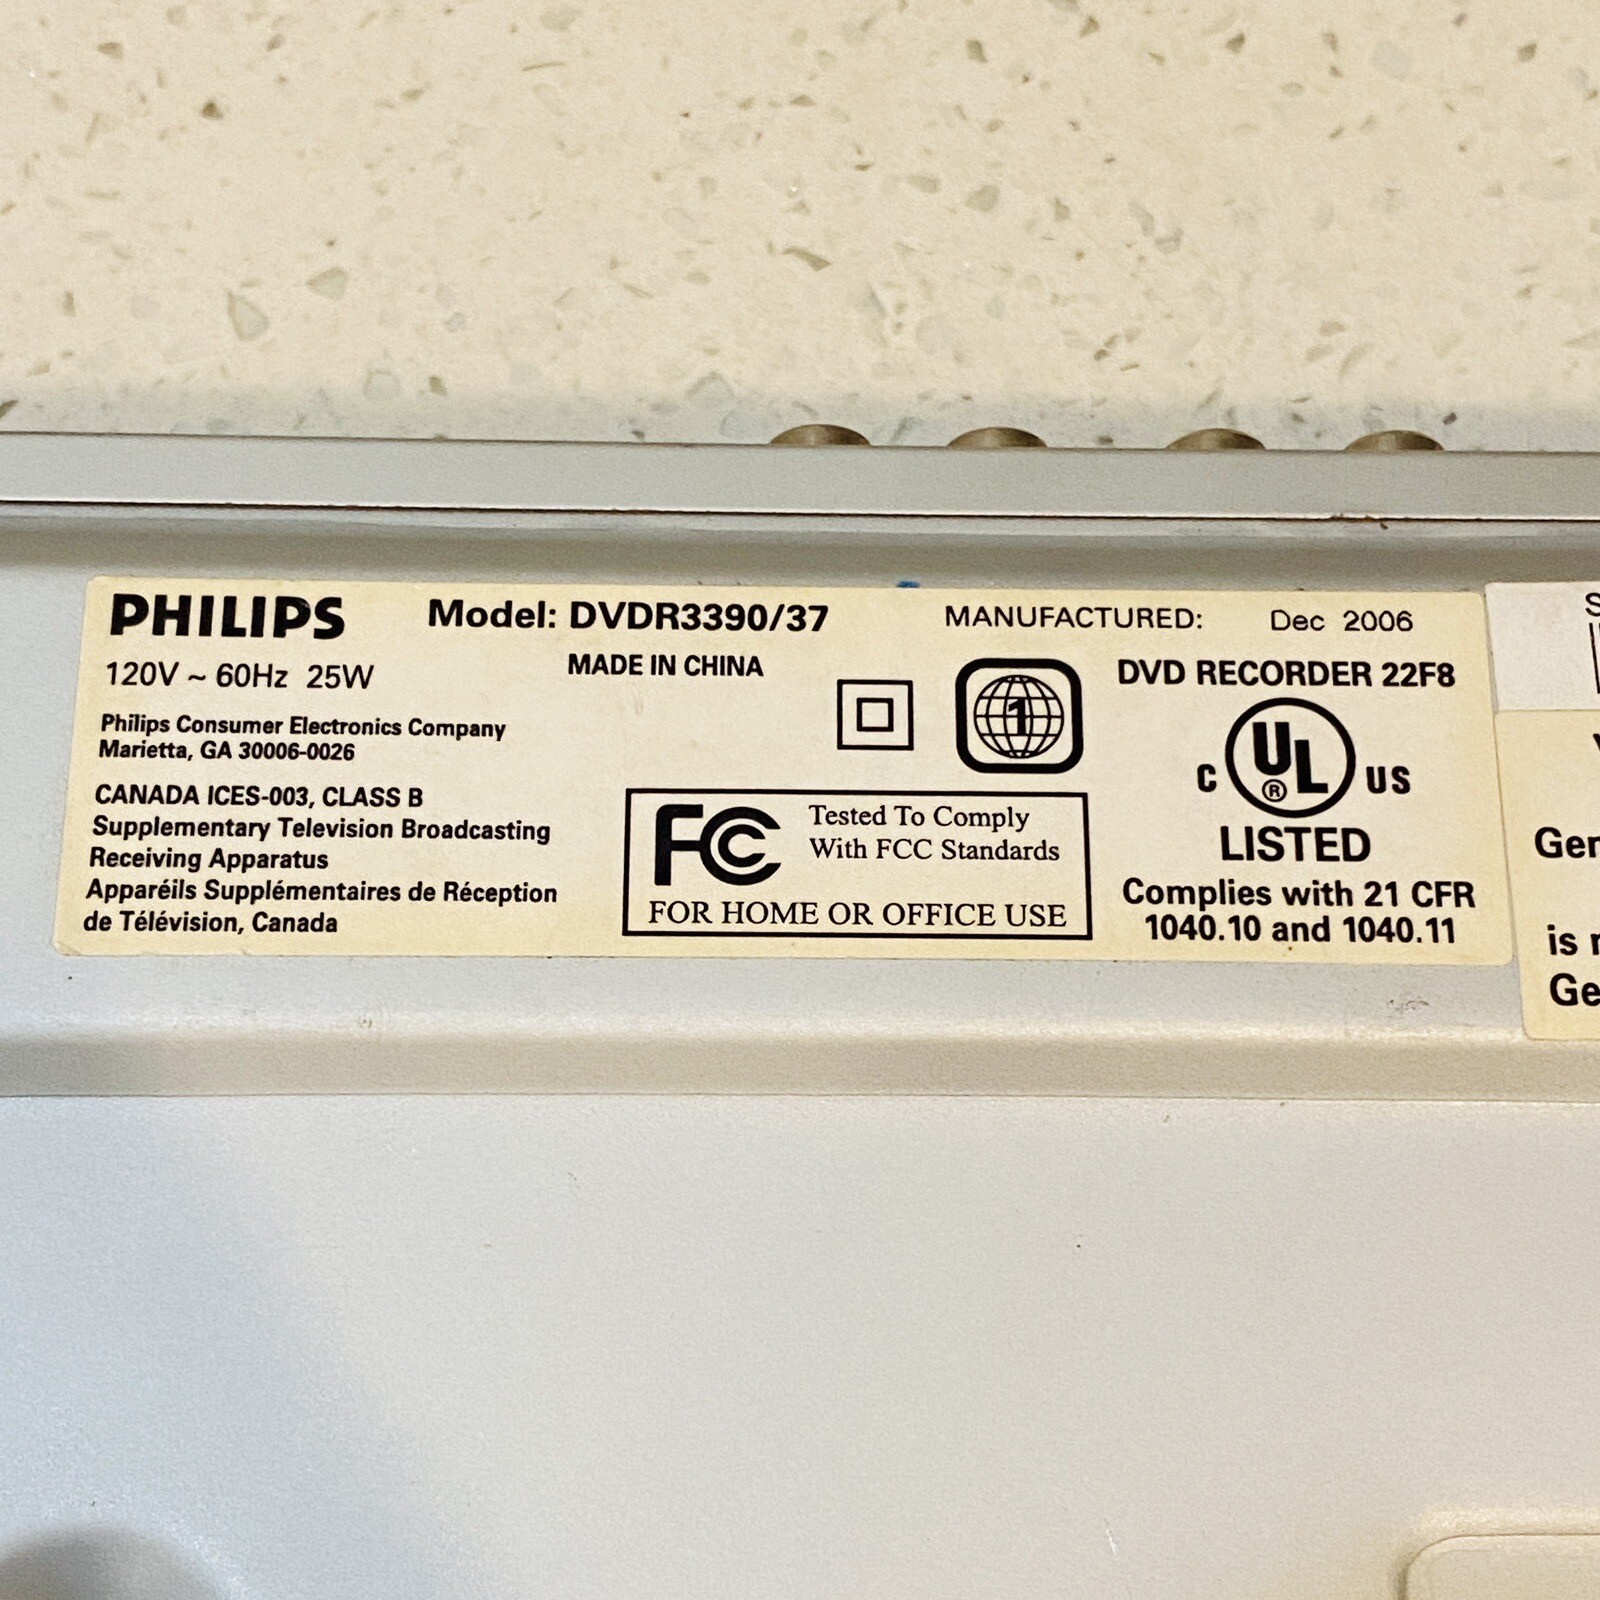 PHILIPS Model: DVDR3390/37 MANUFACTURED: Dec 2006
120V ~ 60Hz 25W MADE IN CHINA DVD RECORDER 22F8
Philips Consumer Electronics Company
Marietta, GA 30006-0026
1
C UL ® US
LISTED
CANADA ICES-003, CLASS B
Supplementary Television Broadcasting
Receiving Apparatus
Apparéils Supplémentaires de Réception
de Télévision, Canada
FC Tested To Comply
With FCC Standards
FOR HOME OR OFFICE USE
Complies with 21 CFR
1040.10 and 1040.11
is